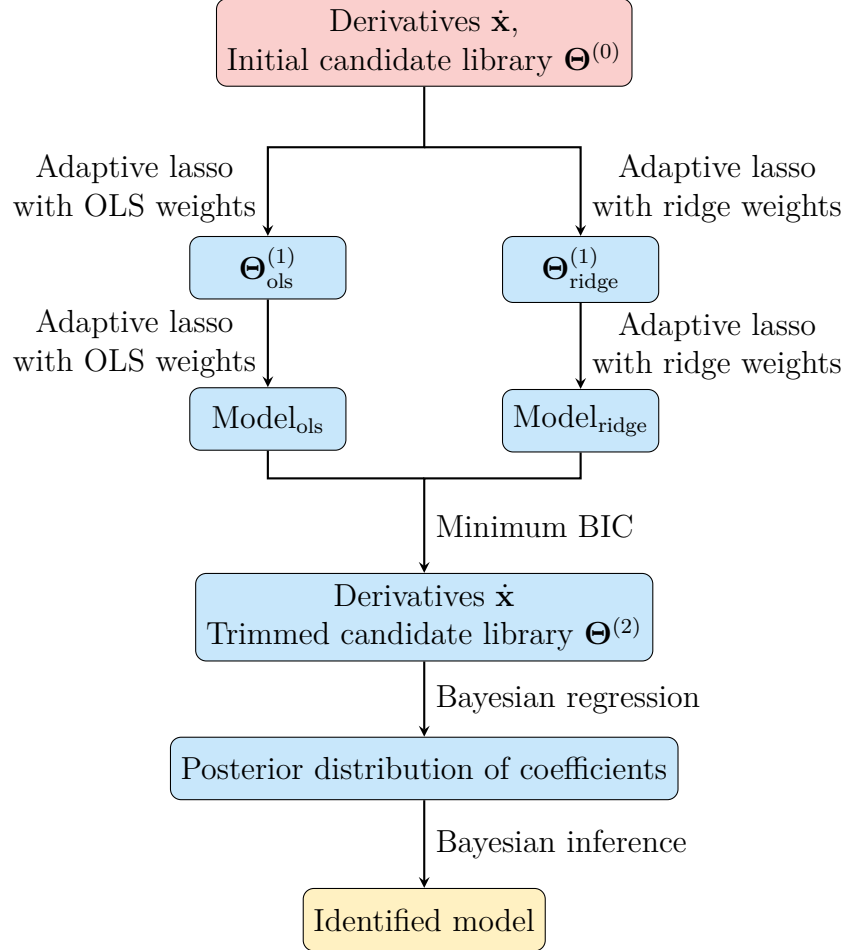 Derivatives ẋ,
Initial candidate library Θ⁽⁰⁾
Adaptive lasso
with OLS weights
Adaptive lasso
with ridge weights
Θ⁽¹⁾ₒₗₛ
Θ⁽¹⁾ridge
Adaptive lasso
with OLS weights
Adaptive lasso
with ridge weights
Modelₒₗₛ
Modelridge
Minimum BIC
Derivatives ẋ
Trimmed candidate library Θ⁽²⁾
Bayesian regression
Posterior distribution of coefficients
Bayesian inference
Identified model